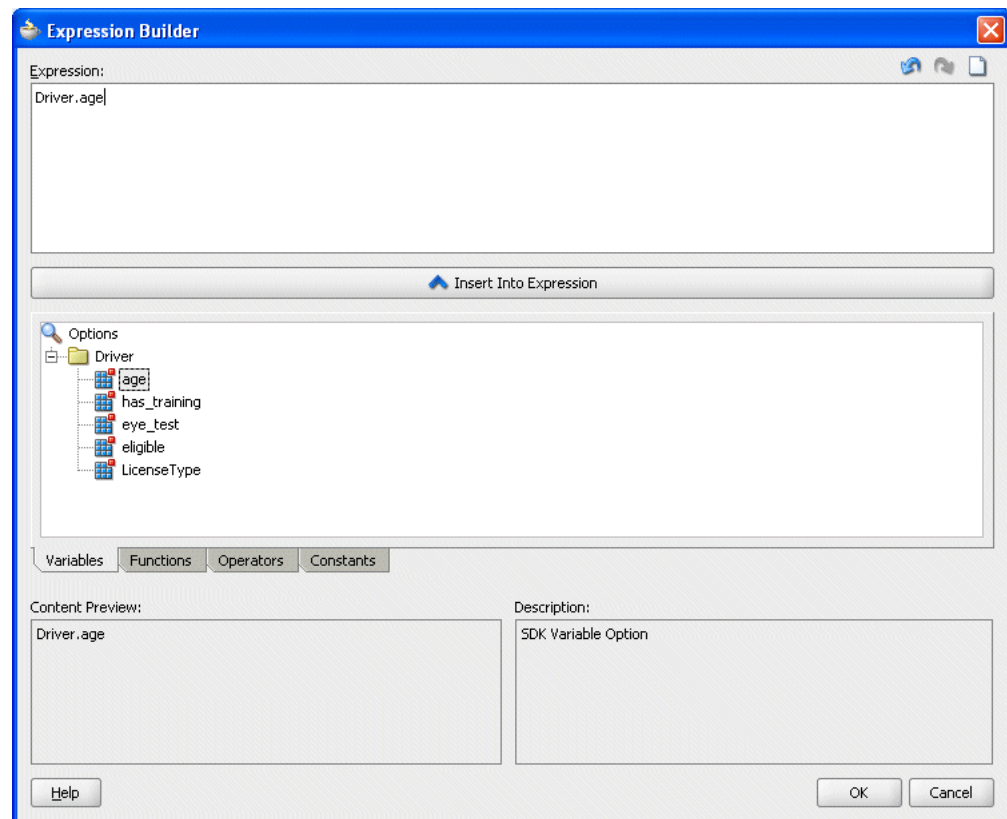 Expression Builder
Expression:
Driver.age
Insert Into Expression
Options
Driver
age
has_training
eye_test
eligible
LicenseType
Variables Functions Operators Constants
Content Preview: Description:
Driver.age SDK Variable Option
Help OK Cancel